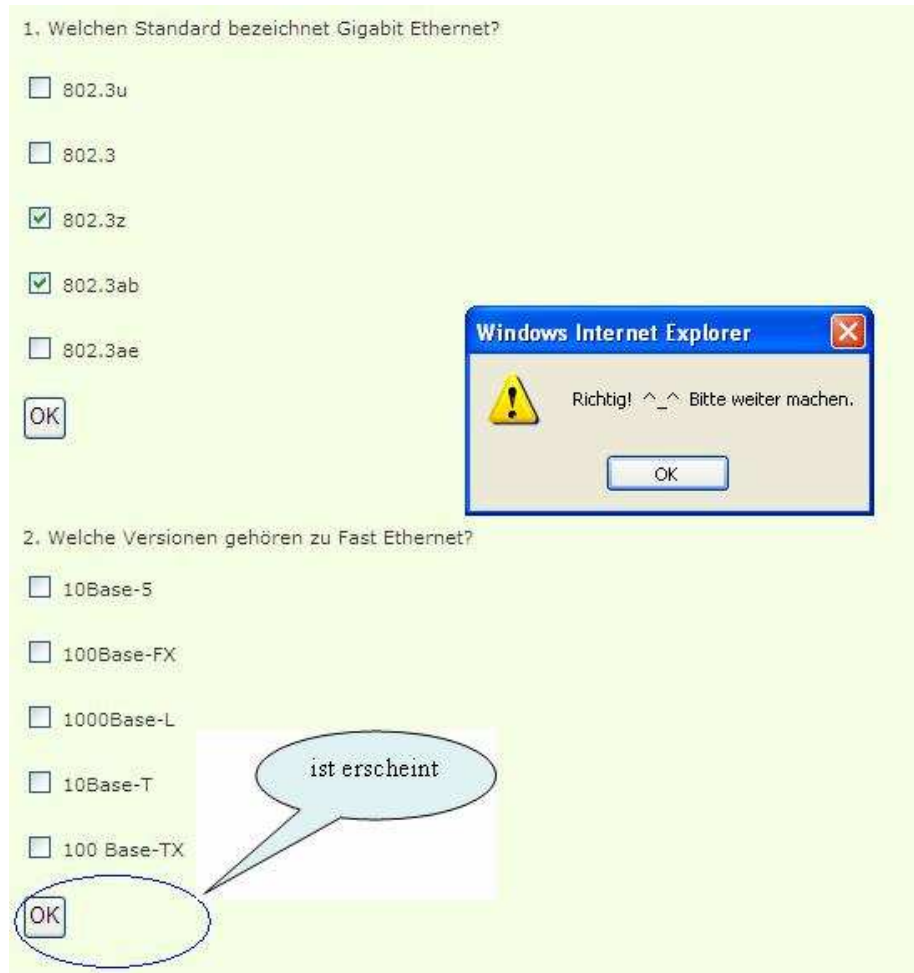 1. Welchen Standard bezeichnet Gigabit Ethernet?
802.3u
802.3
802.3z
802.3ab
802.3ae
OK
Windows Internet Explorer
Richtig! ^_^ Bitte weiter machen.
OK
2. Welche Versionen gehören zu Fast Ethernet?
10Base-5
100Base-FX
1000Base-L
10Base-T
100 Base-TX
ist erscheint
OK